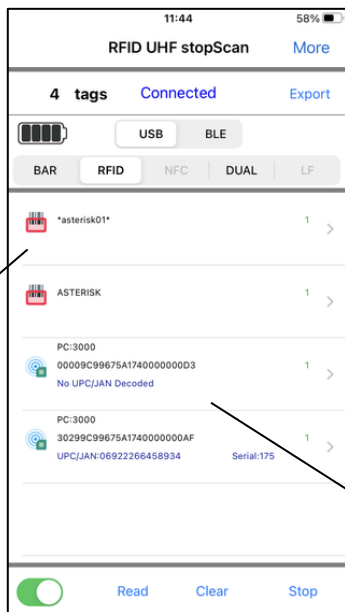 11:44 58%
RFID UHF stopScan More
4 tags Connected Export
USB BLE
BAR RFID NFC DUAL LF
*asterisk01* 1
ASTERISK 1
PC:3000
00009C99675A1740000000D3 1
No UPC/JAN Decoded
PC:3000
30299C99675A1740000000AF 1
UPC/JAN:06922266458934 Serial:175
Read Clear Stop